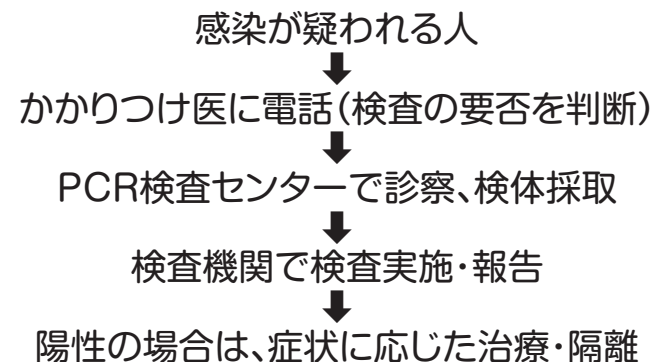 感染が疑われる人
⬇
かかりつけ医に電話（検査の要否を判断）
⬇
PCR検査センターで診察、検体採取
⬇
検査機関で検査実施・報告
⬇
陽性の場合は、症状に応じた治療・隔離